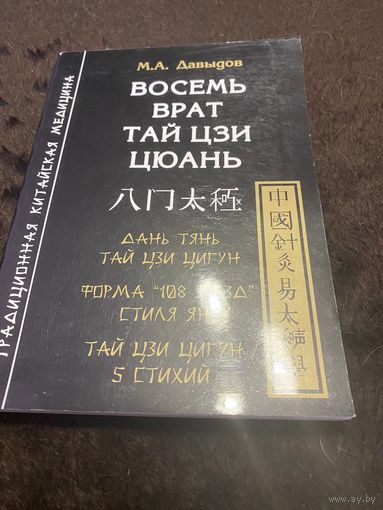 М.А. Давыдов
ВОСЕМЬ
ВРАТ
ТАЙ ЦЗИ
ЦЮАНЬ
八门太極
ДАНЬ ТЯНЬ
ТАЙ ЦЗИ ЦИГУН
ФОРМА "108
СТИЛЯ
ТАЙ ЦЗИ ЦИГУН
5 СТИХИЙ
ТРАДИЦИОННАЯ КИТАЙСКАЯ МЕДИЦИНА
中國針灸易太
www.ay.by